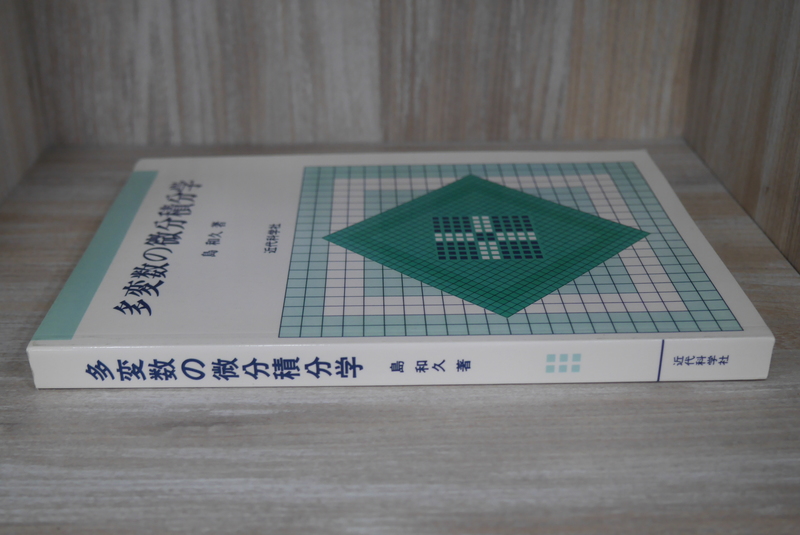 多変数の微分積分学
島 和久 著
近代科学社
多変数の微分積分学 島 和久 著 近代科学社